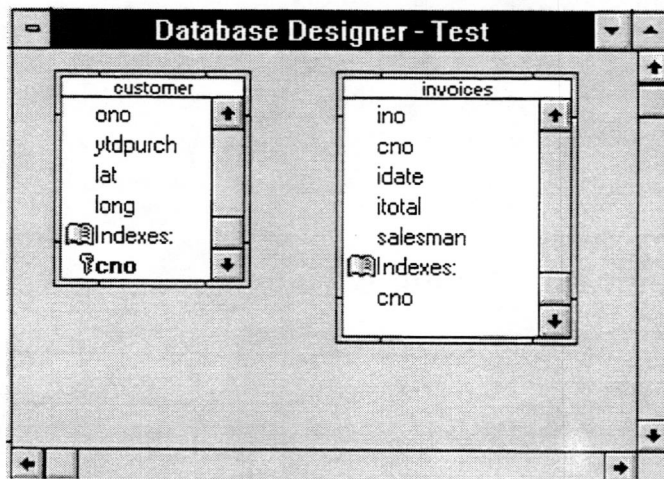 Database Designer - Test
customer
ono
ytdpurch
lat
long
Indexes:
cno
invoices
ino
cno
idate
itotal
salesman
Indexes:
cno